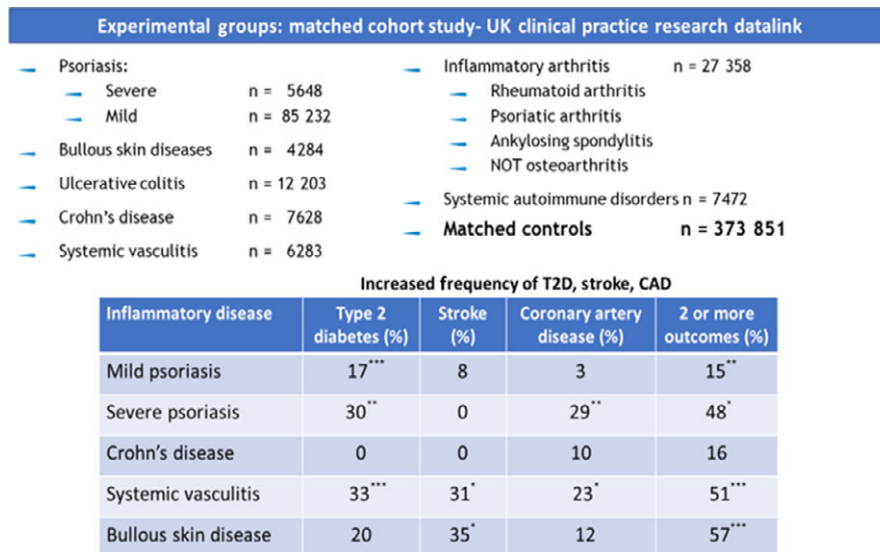 Experimental groups: matched cohort study- UK clinical practice research datalink
Psoriasis:
Severe n = 5648
Mild n = 85 232
Bullous skin diseases n = 4284
Ulcerative colitis n = 12 203
Crohn's disease n = 7628
Systemic vasculitis n = 6283
Inflammatory arthritis n = 27 358
Rheumatoid arthritis
Psoriatic arthritis
Ankylosing spondylitis
NOT osteoarthritis
Systemic autoimmune disorders n = 7472
Matched controls n = 373 851
Increased frequency of T2D, stroke, CAD
Inflammatory disease Type 2 diabetes (%) Stroke (%) Coronary artery disease (%) 2 or more outcomes (%)
Mild psoriasis 17*** 8 3 15**
Severe psoriasis 30** 0 29** 48*
Crohn's disease 0 0 10 16
Systemic vasculitis 33*** 31* 23* 51***
Bullous skin disease 20 35* 12 57***